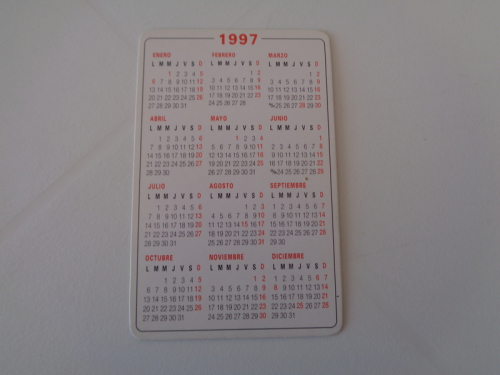 1997
ENERO
L M M J V S D
1 2 3 4 5
6 7 8 9 10 11 12
13 14 15 16 17 18 19
20 21 22 23 24 25 26
27 28 29 30 31
FEBRERO
L M M J V S D
1 2
3 4 5 6 7 8 9
10 11 12 13 14 15 16
17 18 19 20 21 22 23
24 25 26 27 28
MARZO
L M M J V S D
1 2
3 4 5 6 7 8 9
10 11 12 13 14 15 16
17 18 19 20 21 22 23
25 26 27 28 29 30
ABRIL
L M M J V S D
1 2 3 4 5 6
7 8 9 10 11 12 13
14 15 16 17 18 19 20
21 22 23 24 25 26 27
28 29 30
MAYO
L M M J V S D
1 2 3 4
5 6 7 8 9 10 11
12 13 14 15 16 17 18
19 20 21 22 23 24 25
26 27 28 29 30 31
JUNIO
L M M J V S D
1
2 3 4 5 6 7 8
9 10 11 12 13 14 15
16 17 18 19 20 21 22
24 25 26 27 28 29
JULIO
L M M J V S D
1 2 3 4 5 6
7 8 9 10 11 12 13
14 15 16 17 18 19 20
21 22 23 24 25 26 27
28 29 30 31
AGOSTO
L M M J V S D
1 2 3
4 5 6 7 8 9 10
11 12 13 14 15 16 17
18 19 20 21 22 23 24
25 26 27 28 29 30 31
SEPTIEMBRE
L M M J V S D
1 2 3 4 5 6 7
8 9 10 11 12 13 14
15 16 17 18 19 20 21
22 23 24 25 26 27 28
29 30
OCTUBRE
L M M J V S D
1 2 3 4 5
6 7 8 9 10 11 12
13 14 15 16 17 18 19
20 21 22 23 24 25 26
27 28 29 30 31
NOVIEMBRE
L M M J V S D
1 2
3 4 5 6 7 8 9
10 11 12 13 14 15 16
17 18 19 20 21 22 23
24 25 26 27 28 29 30
DICIEMBRE
L M M J V S D
1 2 3 4 5 6 7
8 9 10 11 12 13 14
15 16 17 18 19 20 21
22 23 24 25 26 27 28
29 30 31